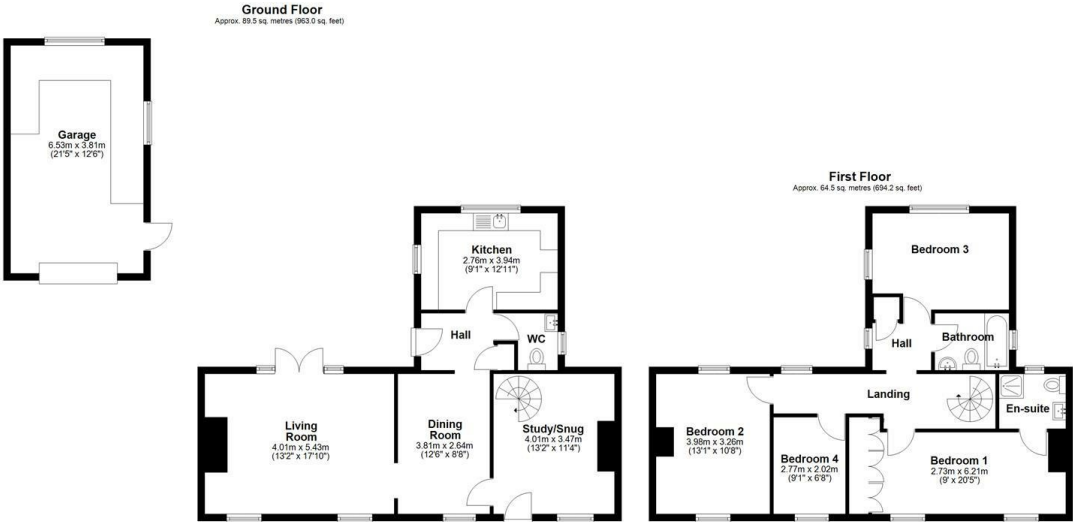 Ground Floor
Approx. 89.5 sq. metres (963.0 sq. feet)
Garage
6.53m x 3.81m
(21'5" x 12'6")
First Floor
Approx. 64.5 sq. metres (694.2 sq. feet)
Kitchen
2.76m x 3.94m
(9'1" x 12'11")
Hall
WC
Living
Room
4.01m x 5.43m
(13'2" x 17'10")
Dining
Room
3.81m x 2.64m
(12'6" x 8'8")
Study/Snug
4.01m x 3.47m
(13'2" x 11'4")
Bedroom 3
Bathroom
Hall
Landing
En-suite
Bedroom 2
3.98m x 3.26m
(13'1" x 10'8")
Bedroom 4
2.77m x 2.02m
(9'1" x 6'8")
Bedroom 1
2.73m x 6.21m
(9' x 20'5")